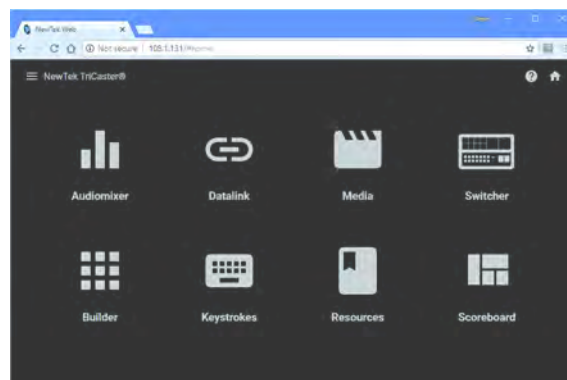 NewTek Web
Not secure
NewTek TriCaster®
Audiomixer
Datalink
Media
Switcher
Builder
Keystrokes
Resources
Scoreboard